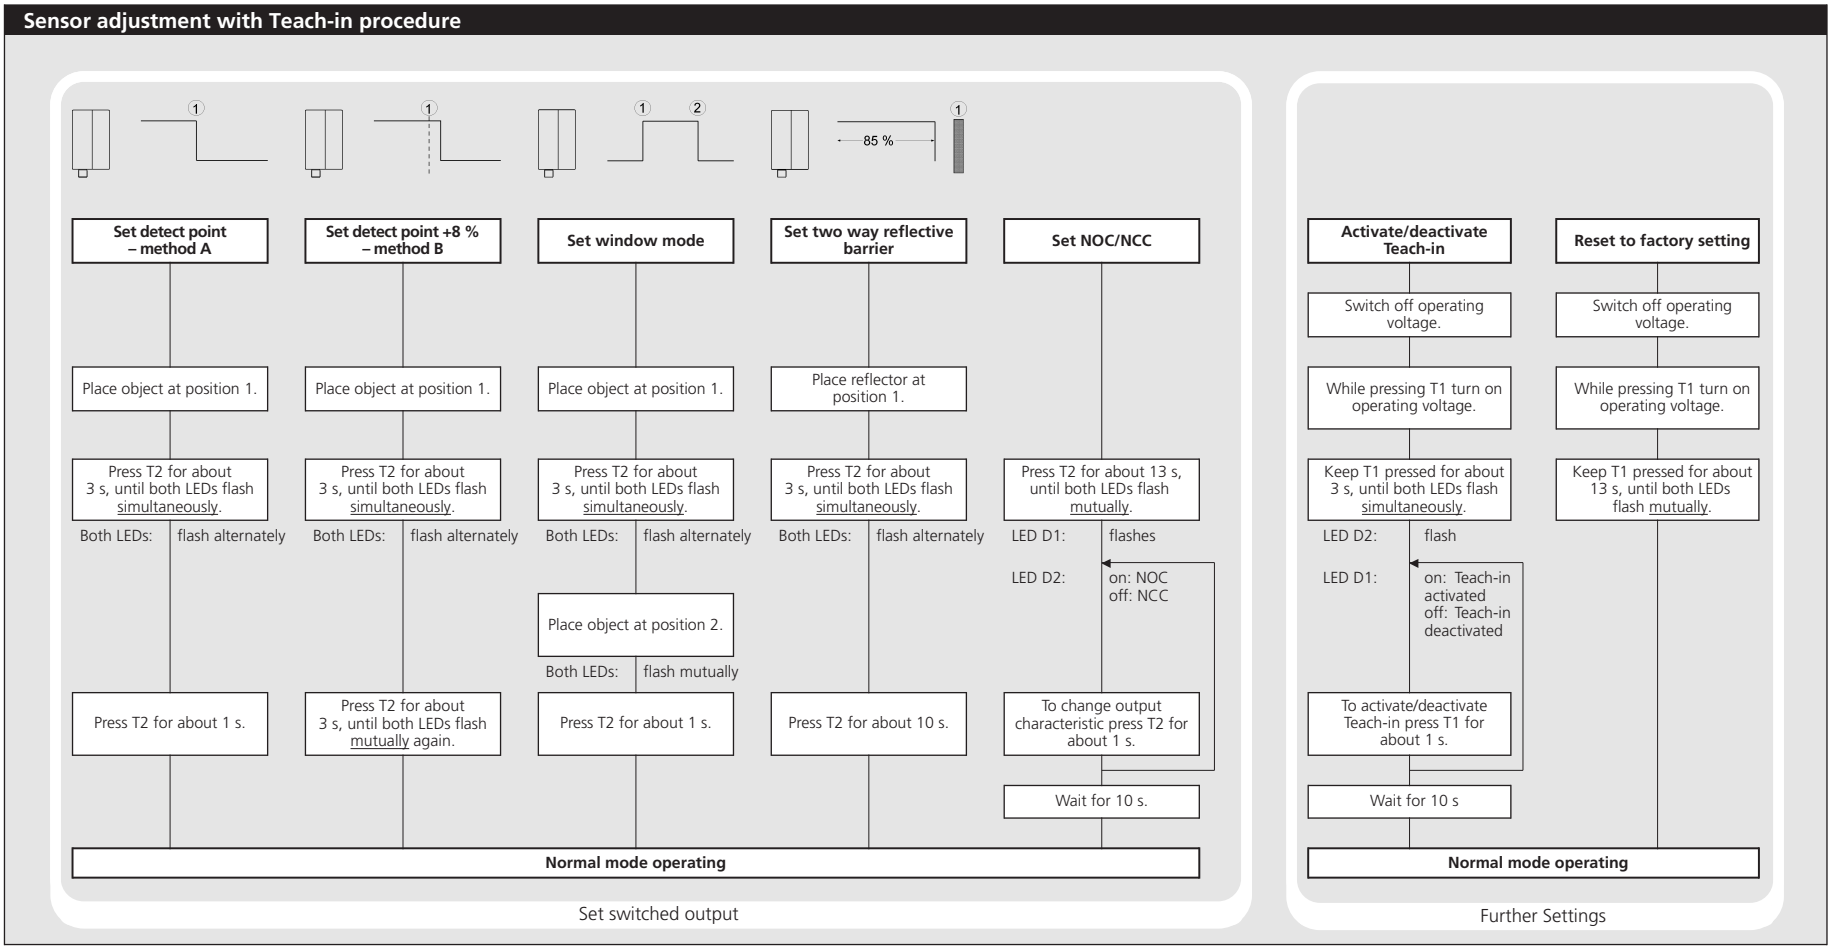 Sensor adjustment with Teach-in procedure
1
1
1
2
85 %
1
Set detect point
– method A
Place object at position 1.
Press T2 for about
3 s, until both LEDs flash
simultaneously.
Both LEDs: flash alternately
Press T2 for about 1 s.
Set detect point +8 %
– method B
Place object at position 1.
Press T2 for about
3 s, until both LEDs flash
simultaneously.
Both LEDs: flash alternately
Press T2 for about
3 s, until both LEDs flash
mutually again.
Set window mode
Place object at position 1.
Press T2 for about
3 s, until both LEDs flash
simultaneously.
Both LEDs: flash alternately
Place object at position 2.
Both LEDs: flash mutually
Press T2 for about 1 s.
Set two way reflective
barrier
Place reflector at
position 1.
Press T2 for about
3 s, until both LEDs flash
simultaneously.
Both LEDs: flash alternately
Press T2 for about 10 s.
Set NOC/NCC
Press T2 for about 13 s,
until both LEDs flash
mutually.
LED D1: flashes
LED D2: on: NOC
off: NCC
To change output
characteristic press T2 for
about 1 s.
Wait for 10 s.
Normal mode operating
Set switched output
Activate/deactivate
Teach-in
Switch off operating
voltage.
While pressing T1 turn on
operating voltage.
Keep T1 pressed for about
3 s, until both LEDs flash
simultaneously.
LED D2: flash
LED D1: on: Teach-in
activated
off: Teach-in
deactivated
To activate/deactivate
Teach-in press T1 for
about 1 s.
Wait for 10 s
Reset to factory setting
Switch off operating
voltage.
While pressing T1 turn on
operating voltage.
Keep T1 pressed for about
13 s, until both LEDs
flash mutually.
Normal mode operating
Further Settings